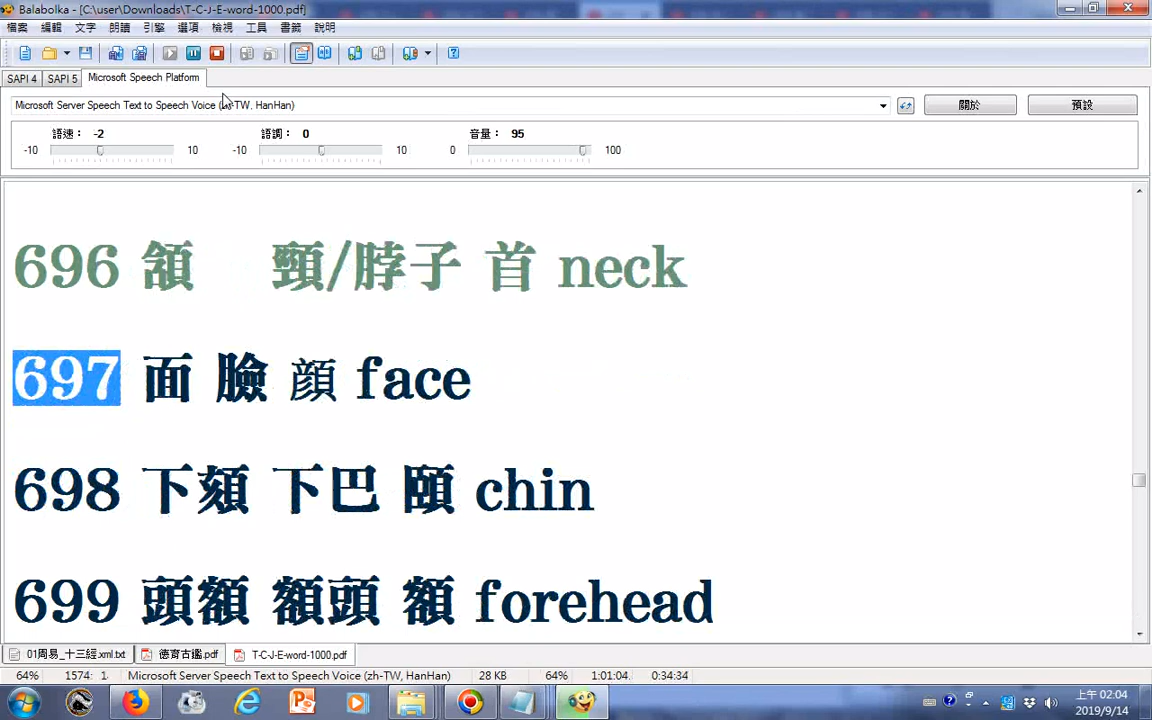 Balabolka - [C:\user\Downloads\T-C-J-E-word-1000.pdf]
檔案 編輯 文字 朗讀 引擎 選項 檢視 工具 書籤 說明
SAPI 4 SAPI 5 Microsoft Speech Platform
Microsoft Server Speech Text to Speech Voice (zh-TW, HanHan) 關於 預設
語速： -2 語調： 0 音量： 95
-10 10 -10 10 0 100
696 頷 頸/脖子 首 neck
697 面 臉 顔 face
698 下頦 下巴 頤 chin
699 頭額 額頭 額 forehead
01周易_十三經.xml.txt 德育古鑑.pdf T-C-J-E-word-1000.pdf
64% 1574: 1 Microsoft Server Speech Text to Speech Voice (zh-TW, HanHan) 28 KB 64% 1:01:04. 0:34:34
上午 02:04
2019/9/14